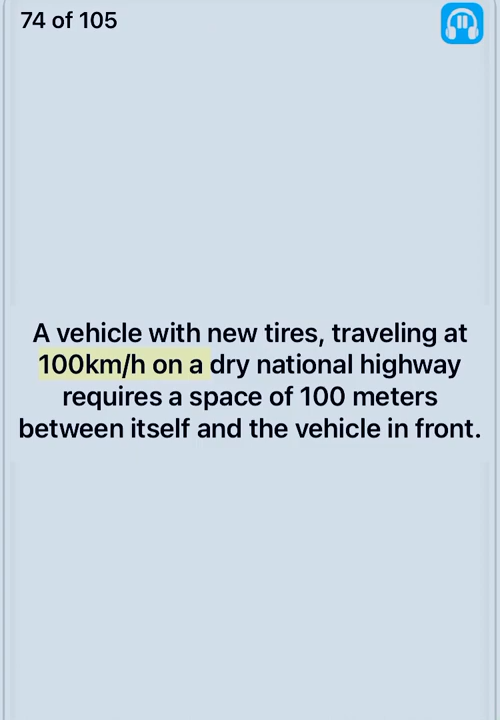 74 of 105
A vehicle with new tires, traveling at
100km/h on a dry national highway
requires a space of 100 meters
between itself and the vehicle in front.